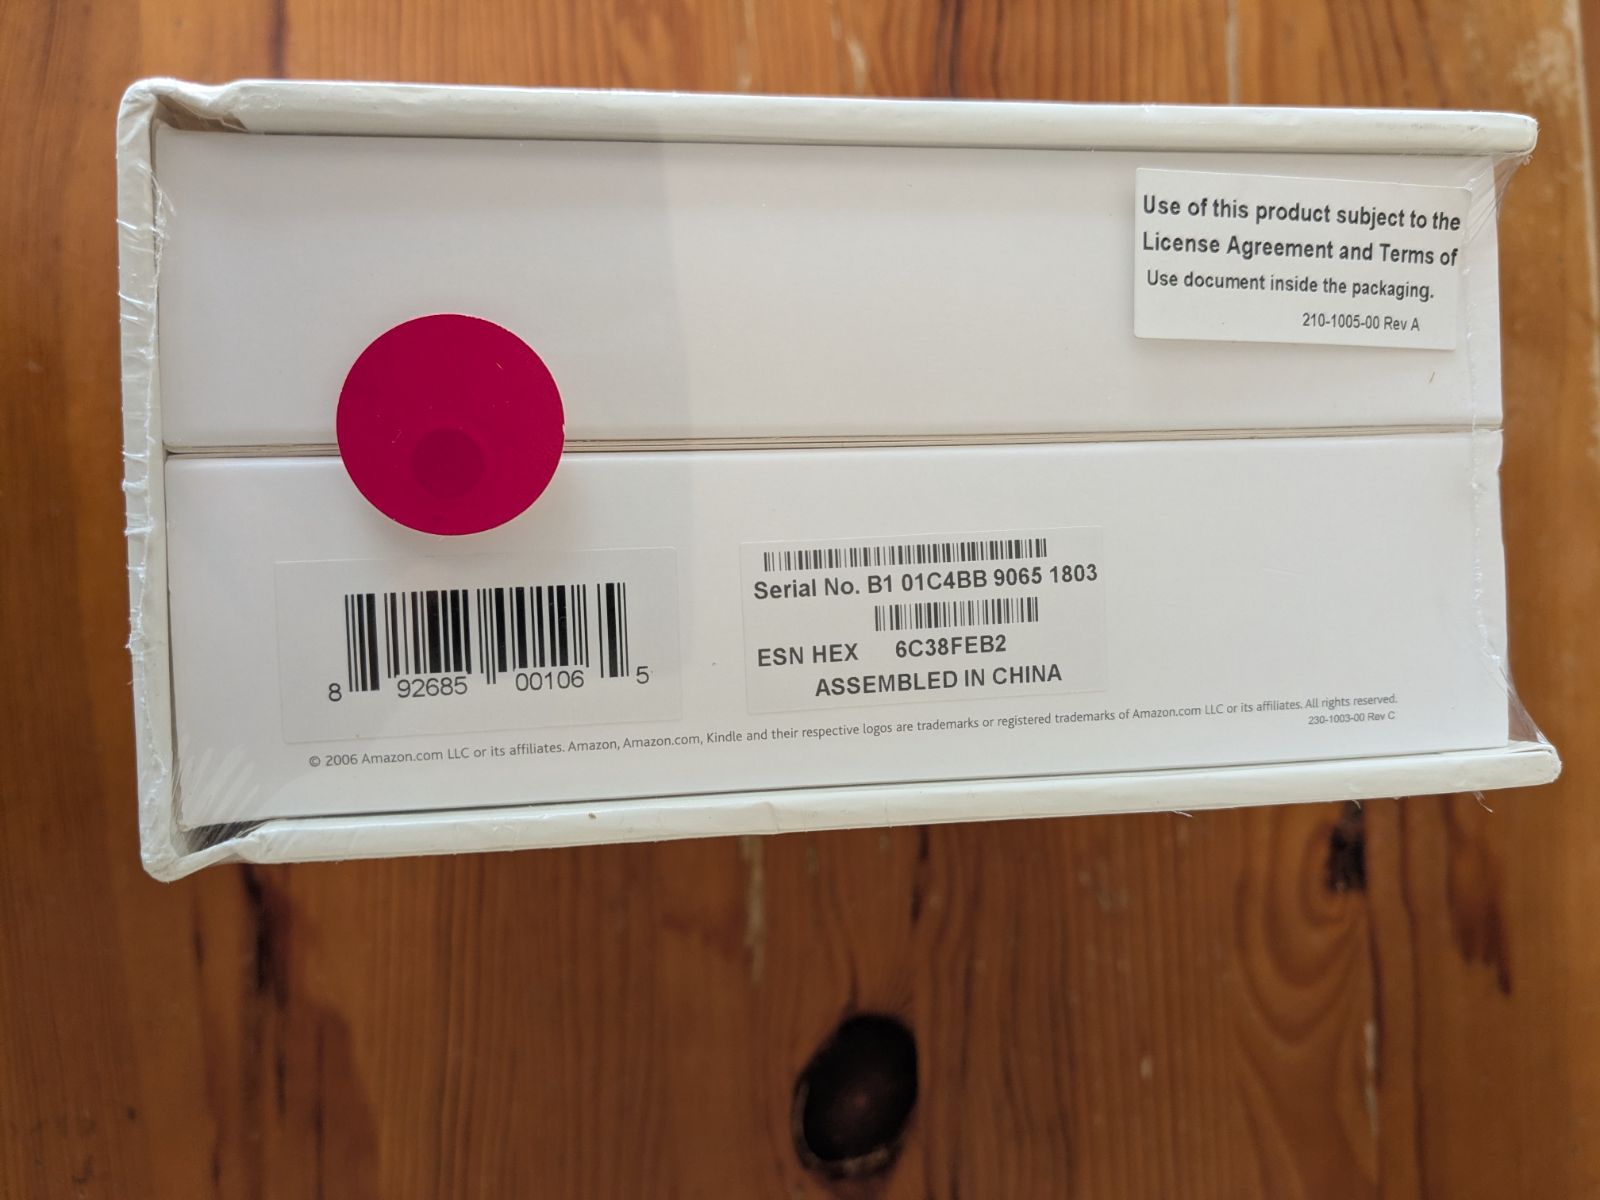 Use of this product subject to the
License Agreement and Terms of
Use document inside the packaging.
210-1005-00 Rev A
8 92685 00106 5
Serial No. B1 01C4BB 9065 1803
ESN HEX 6C38FEB2
ASSEMBLED IN CHINA
© 2006 Amazon.com LLC or its affiliates. Amazon, Amazon.com, Kindle and their respective logos are trademarks or registered trademarks of Amazon.com LLC or its affiliates. All rights reserved.
230-1003-00 Rev C